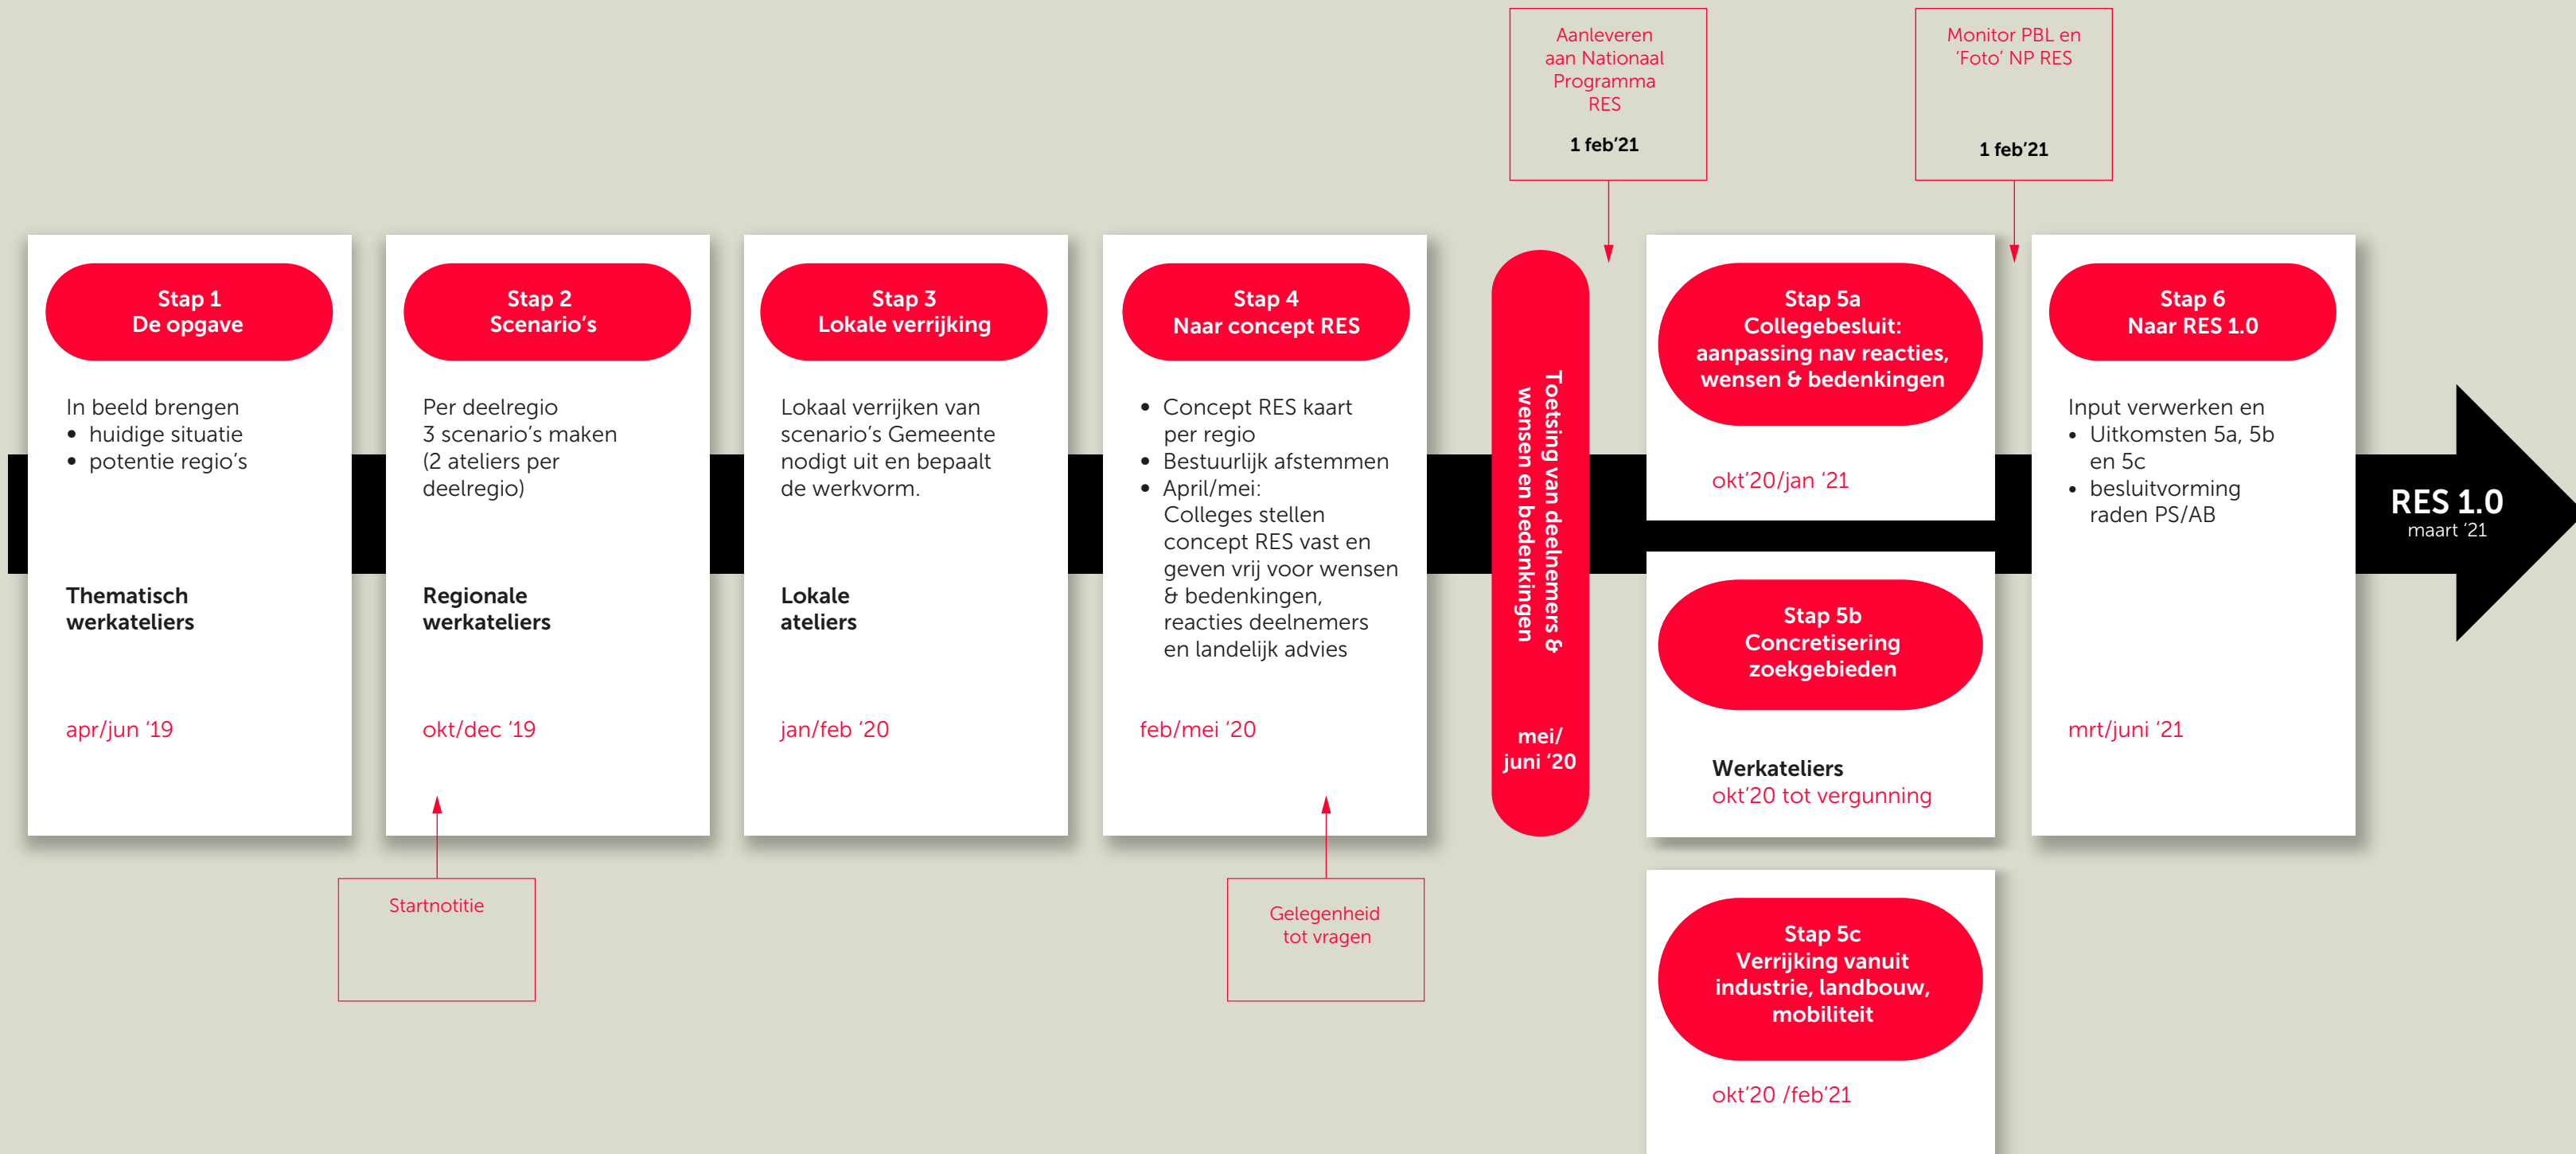 Aanleveren
aan Nationaal
Programma
RES
1 feb’21
Monitor PBL en
‘Foto’ NP RES
1 feb’21
Stap 1
De opgave
In beeld brengen
• huidige situatie
• potentie regio’s
Thematisch
werkateliers
apr/jun ‘19
Stap 2
Scenario’s
Per deelregio
3 scenario’s maken
(2 ateliers per
deelregio)
Regionale
werkateliers
okt/dec ‘19
Startnotitie
Stap 3
Lokale verrijking
Lokaal verrijken van
scenario’s Gemeente
nodigt uit en bepaalt
de werkvorm.
Lokale
ateliers
jan/feb ‘20
Stap 4
Naar concept RES
• Concept RES kaart
per regio
• Bestuurlijk afstemmen
• April/mei:
Colleges stellen
concept RES vast en
geven vrij voor wensen
& bedenkingen,
reacties deelnemers
en landelijk advies
feb/mei ‘20
Gelegenheid
tot vragen
Toetsing van deelnemers &
wensen en bedenkingen
mei/
juni ‘20
Stap 5a
Collegebesluit:
aanpassing nav reacties,
wensen & bedenkingen
okt’20/jan ‘21
Stap 5b
Concretisering
zoekgebieden
Werkateliers
okt’20 tot vergunning
Stap 5c
Verrijking vanuit
industrie, landbouw,
mobiliteit
okt’20 /feb’21
Stap 6
Naar RES 1.0
Input verwerken en
• Uitkomsten 5a, 5b
en 5c
• besluitvorming
raden PS/AB
mrt/juni ‘21
RES 1.0
maart ‘21